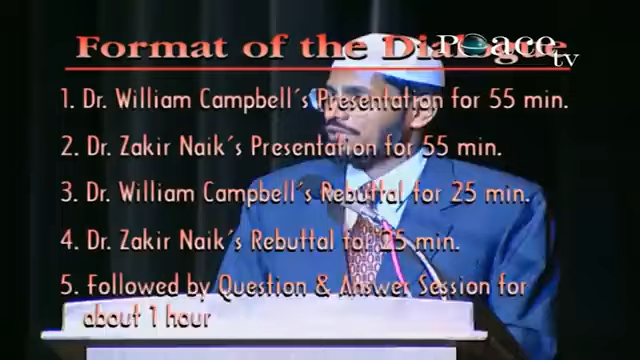 Format of the Dialogue
Peace tv
1. Dr. William Campbell´s Presentation for 55 min.
2. Dr. Zakir Naik´s Presentation for 55 min.
3. Dr. William Campbell´s Rebuttal for 25 min.
4. Dr. Zakir Naik´s Rebuttal for 25 min.
5. Followed by Question & Answer Session for
about 1 hour